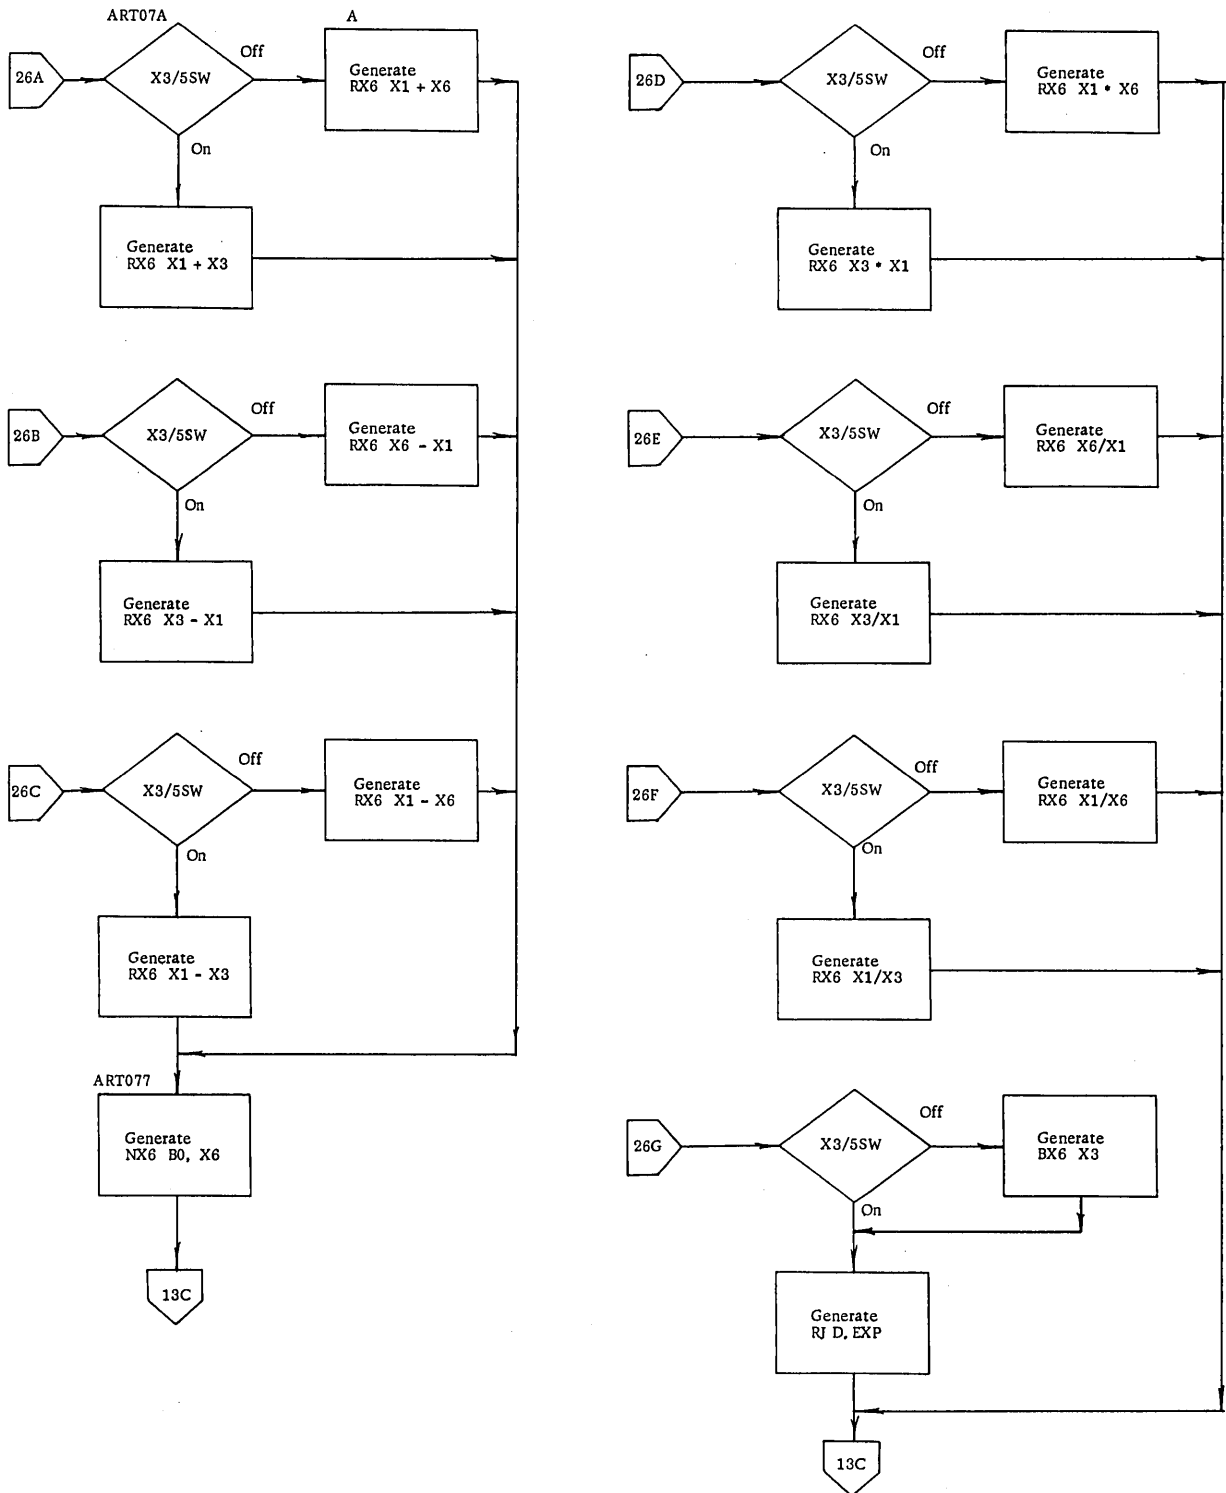 ART07A
A
26A
X3/5SW
Off
Generate
RX6 X1 + X6
On
Generate
RX6 X1 + X3
26B
X3/5SW
Off
Generate
RX6 X6 - X1
On
Generate
RX6 X3 - X1
26C
X3/5SW
Off
Generate
RX6 X1 - X6
On
Generate
RX6 X1 - X3
ART077
Generate
NX6 B0, X6
13C
26D
X3/5SW
Off
Generate
RX6 X1 * X6
On
Generate
RX6 X3 * X1
26E
X3/5SW
Off
Generate
RX6 X6/X1
On
Generate
RX6 X3/X1
26F
X3/5SW
Off
Generate
RX6 X1/X6
On
Generate
RX6 X1/X3
26G
X3/5SW
Off
Generate
BX6 X3
On
Generate
RJ D.EXP
13C